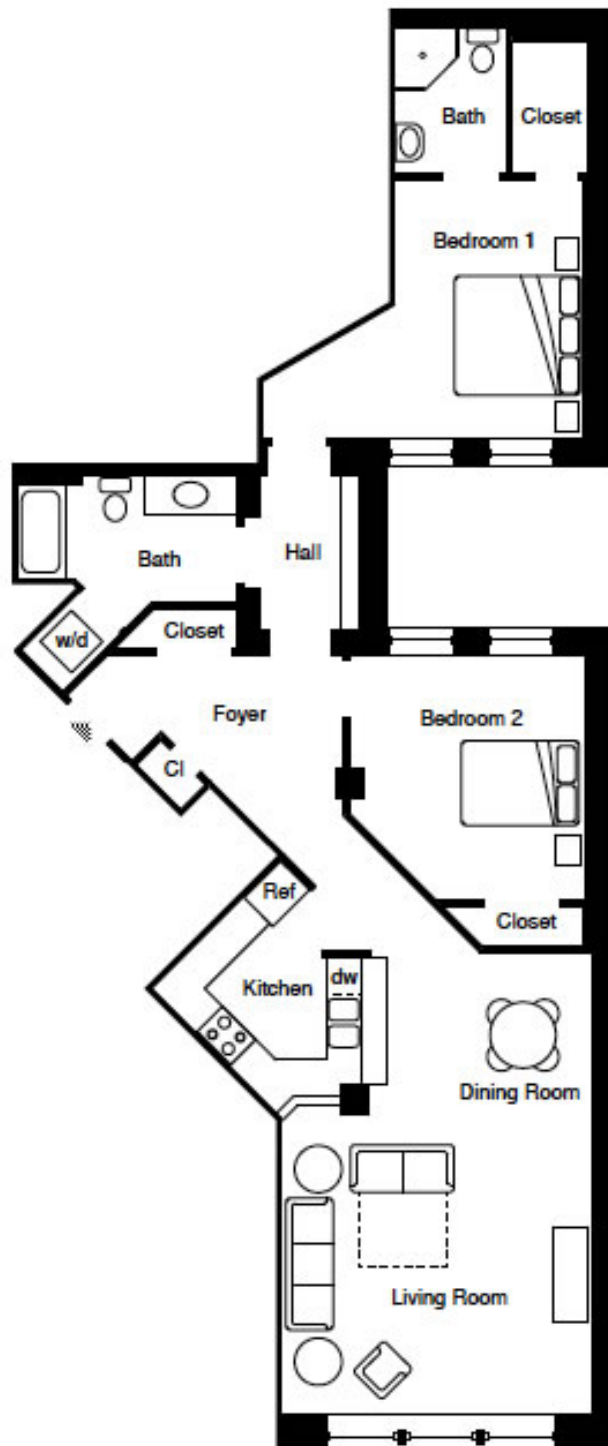 Bath
Closet
Bedroom 1
Bath
Hall
Closet
w/d
Foyer
Bedroom 2
Cl
Ref
Closet
Kitchen
dw
Dining Room
Living Room